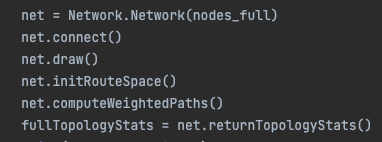 net = Network.Network(nodes_full)
net.connect()
net.draw()
net.initRouteSpace()
net.computeWeightedPaths()
fullTopologyStats = net.returnTopologyStats()